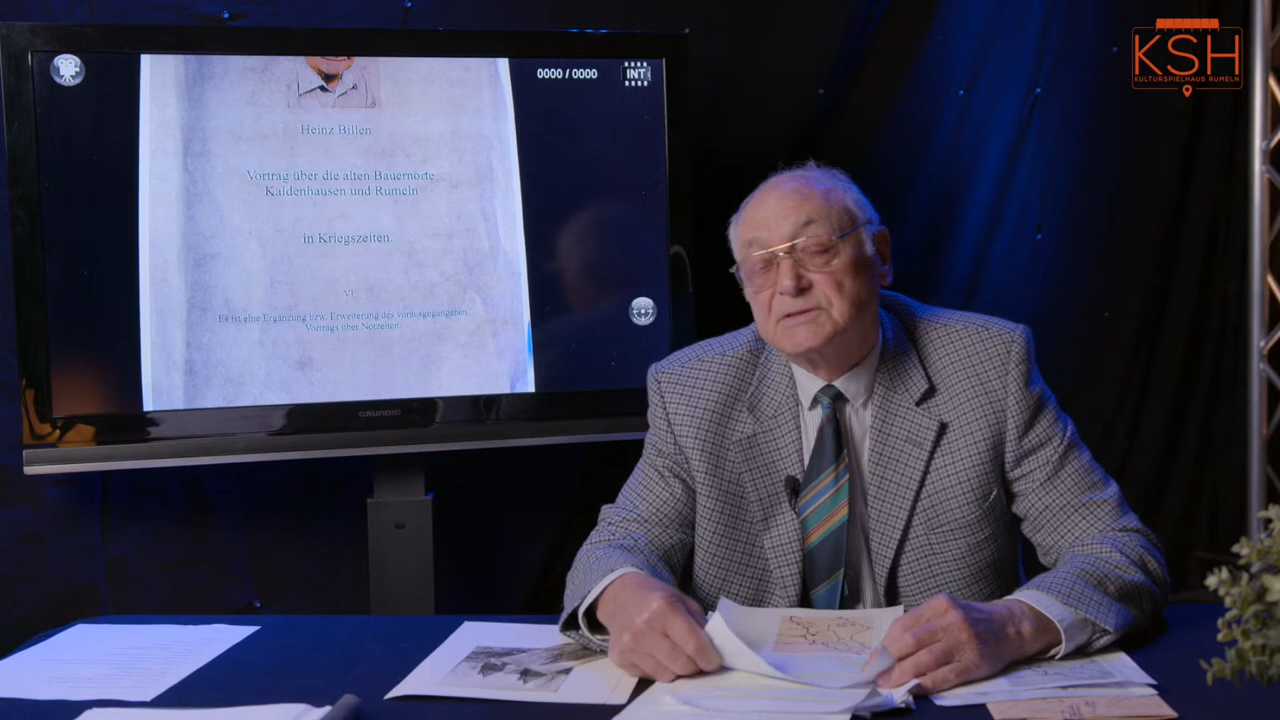 KSH
KULTURSPIELHAUS RUMELN
0000 / 0000
INT
Heinz Billen
Vortrag über die alten Bauernorte
Kaldenhausen und Rumeln
in Kriegszeiten.
VI
Es ist eine Ergänzung bzw. Erweiterung des vorausgegangenen
Vortrags über Notzeiten.
GRUNDIG